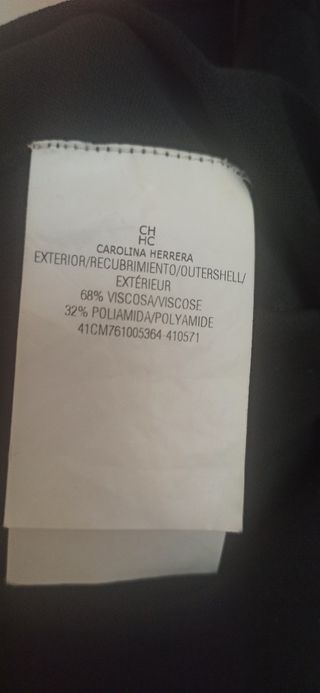 CH
HC
CAROLINA HERRERA
EXTERIOR/RECUBRIMIENTO/OUTERSHELL/
EXTÉRIEUR
68% VISCOSA/VISCOSE
32% POLIAMIDA/POLYAMIDE
41CM761005364-410571